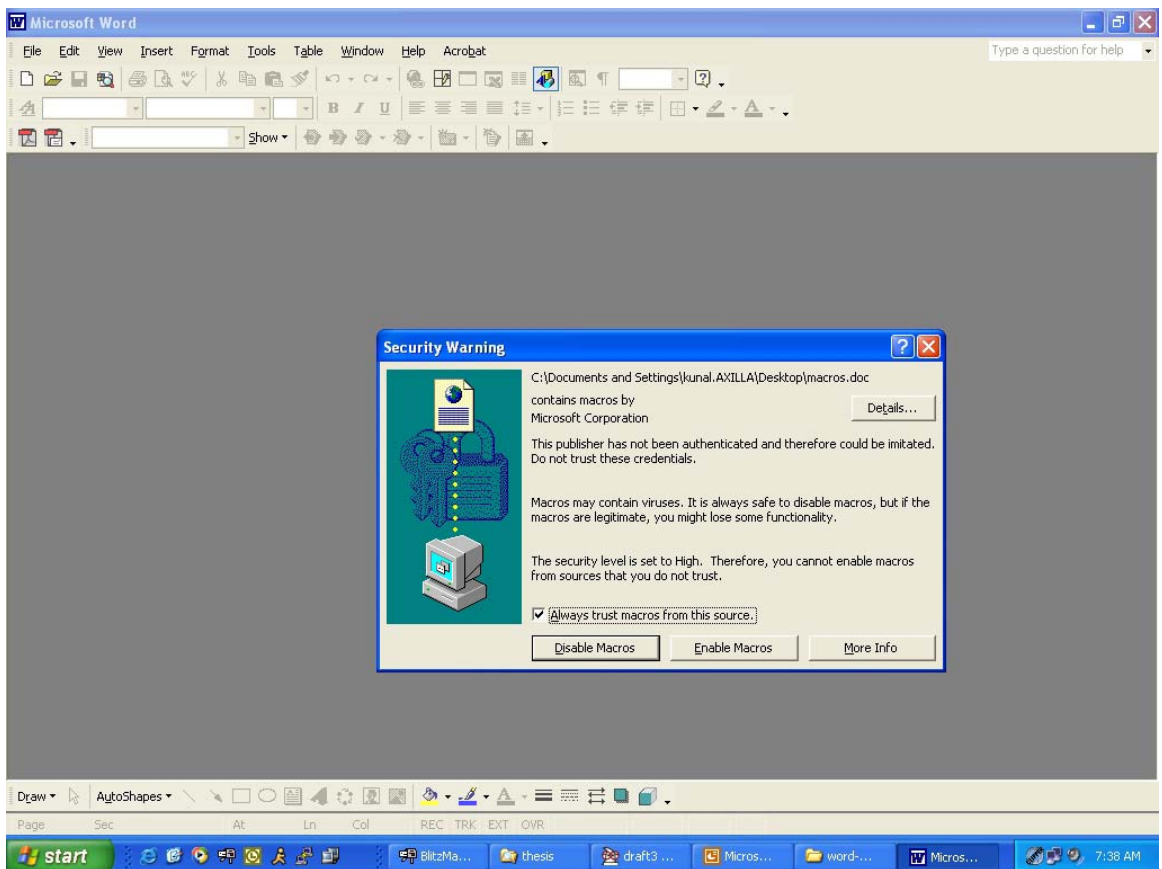 Microsoft Word
File Edit View Insert Format Tools Table Window Help Acrobat Type a question for help
B I U
Show
Security Warning
C:\Documents and Settings\kunal.AXILLA\Desktop\macros.doc
contains macros by
Microsoft Corporation
Details...
This publisher has not been authenticated and therefore could be imitated.
Do not trust these credentials.
Macros may contain viruses. It is always safe to disable macros, but if the
macros are legitimate, you might lose some functionality.
The security level is set to High. Therefore, you cannot enable macros
from sources that you do not trust.
Always trust macros from this source.
Disable Macros Enable Macros More Info
Draw AutoShapes
Page Sec At Ln Col REC TRK EXT OVR
start BlitzMa... thesis draft3 ... Micros... word-... Micros... 7:38 AM